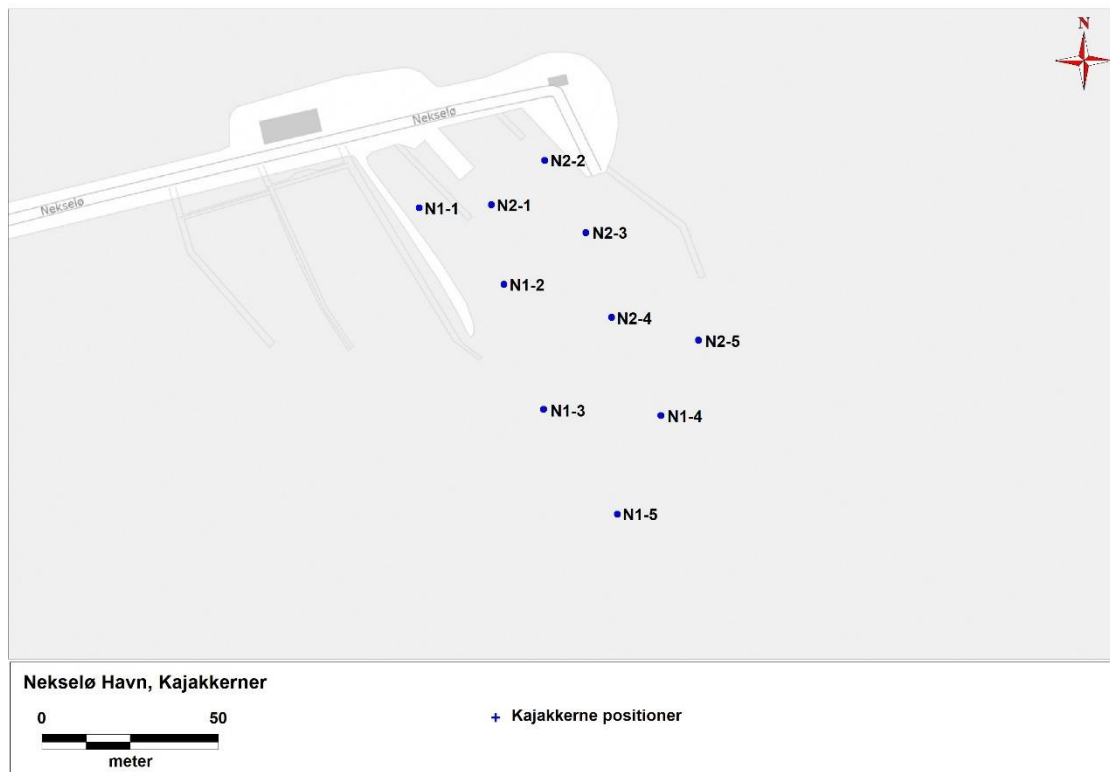 N
Nekselø
Nekselø
N2-2
N1-1
N2-1
N2-3
N1-2
N2-4
N2-5
N1-3
N1-4
N1-5
Nekselø Havn, Kajakkerner
0 50
meter
Kajakkerne positioner